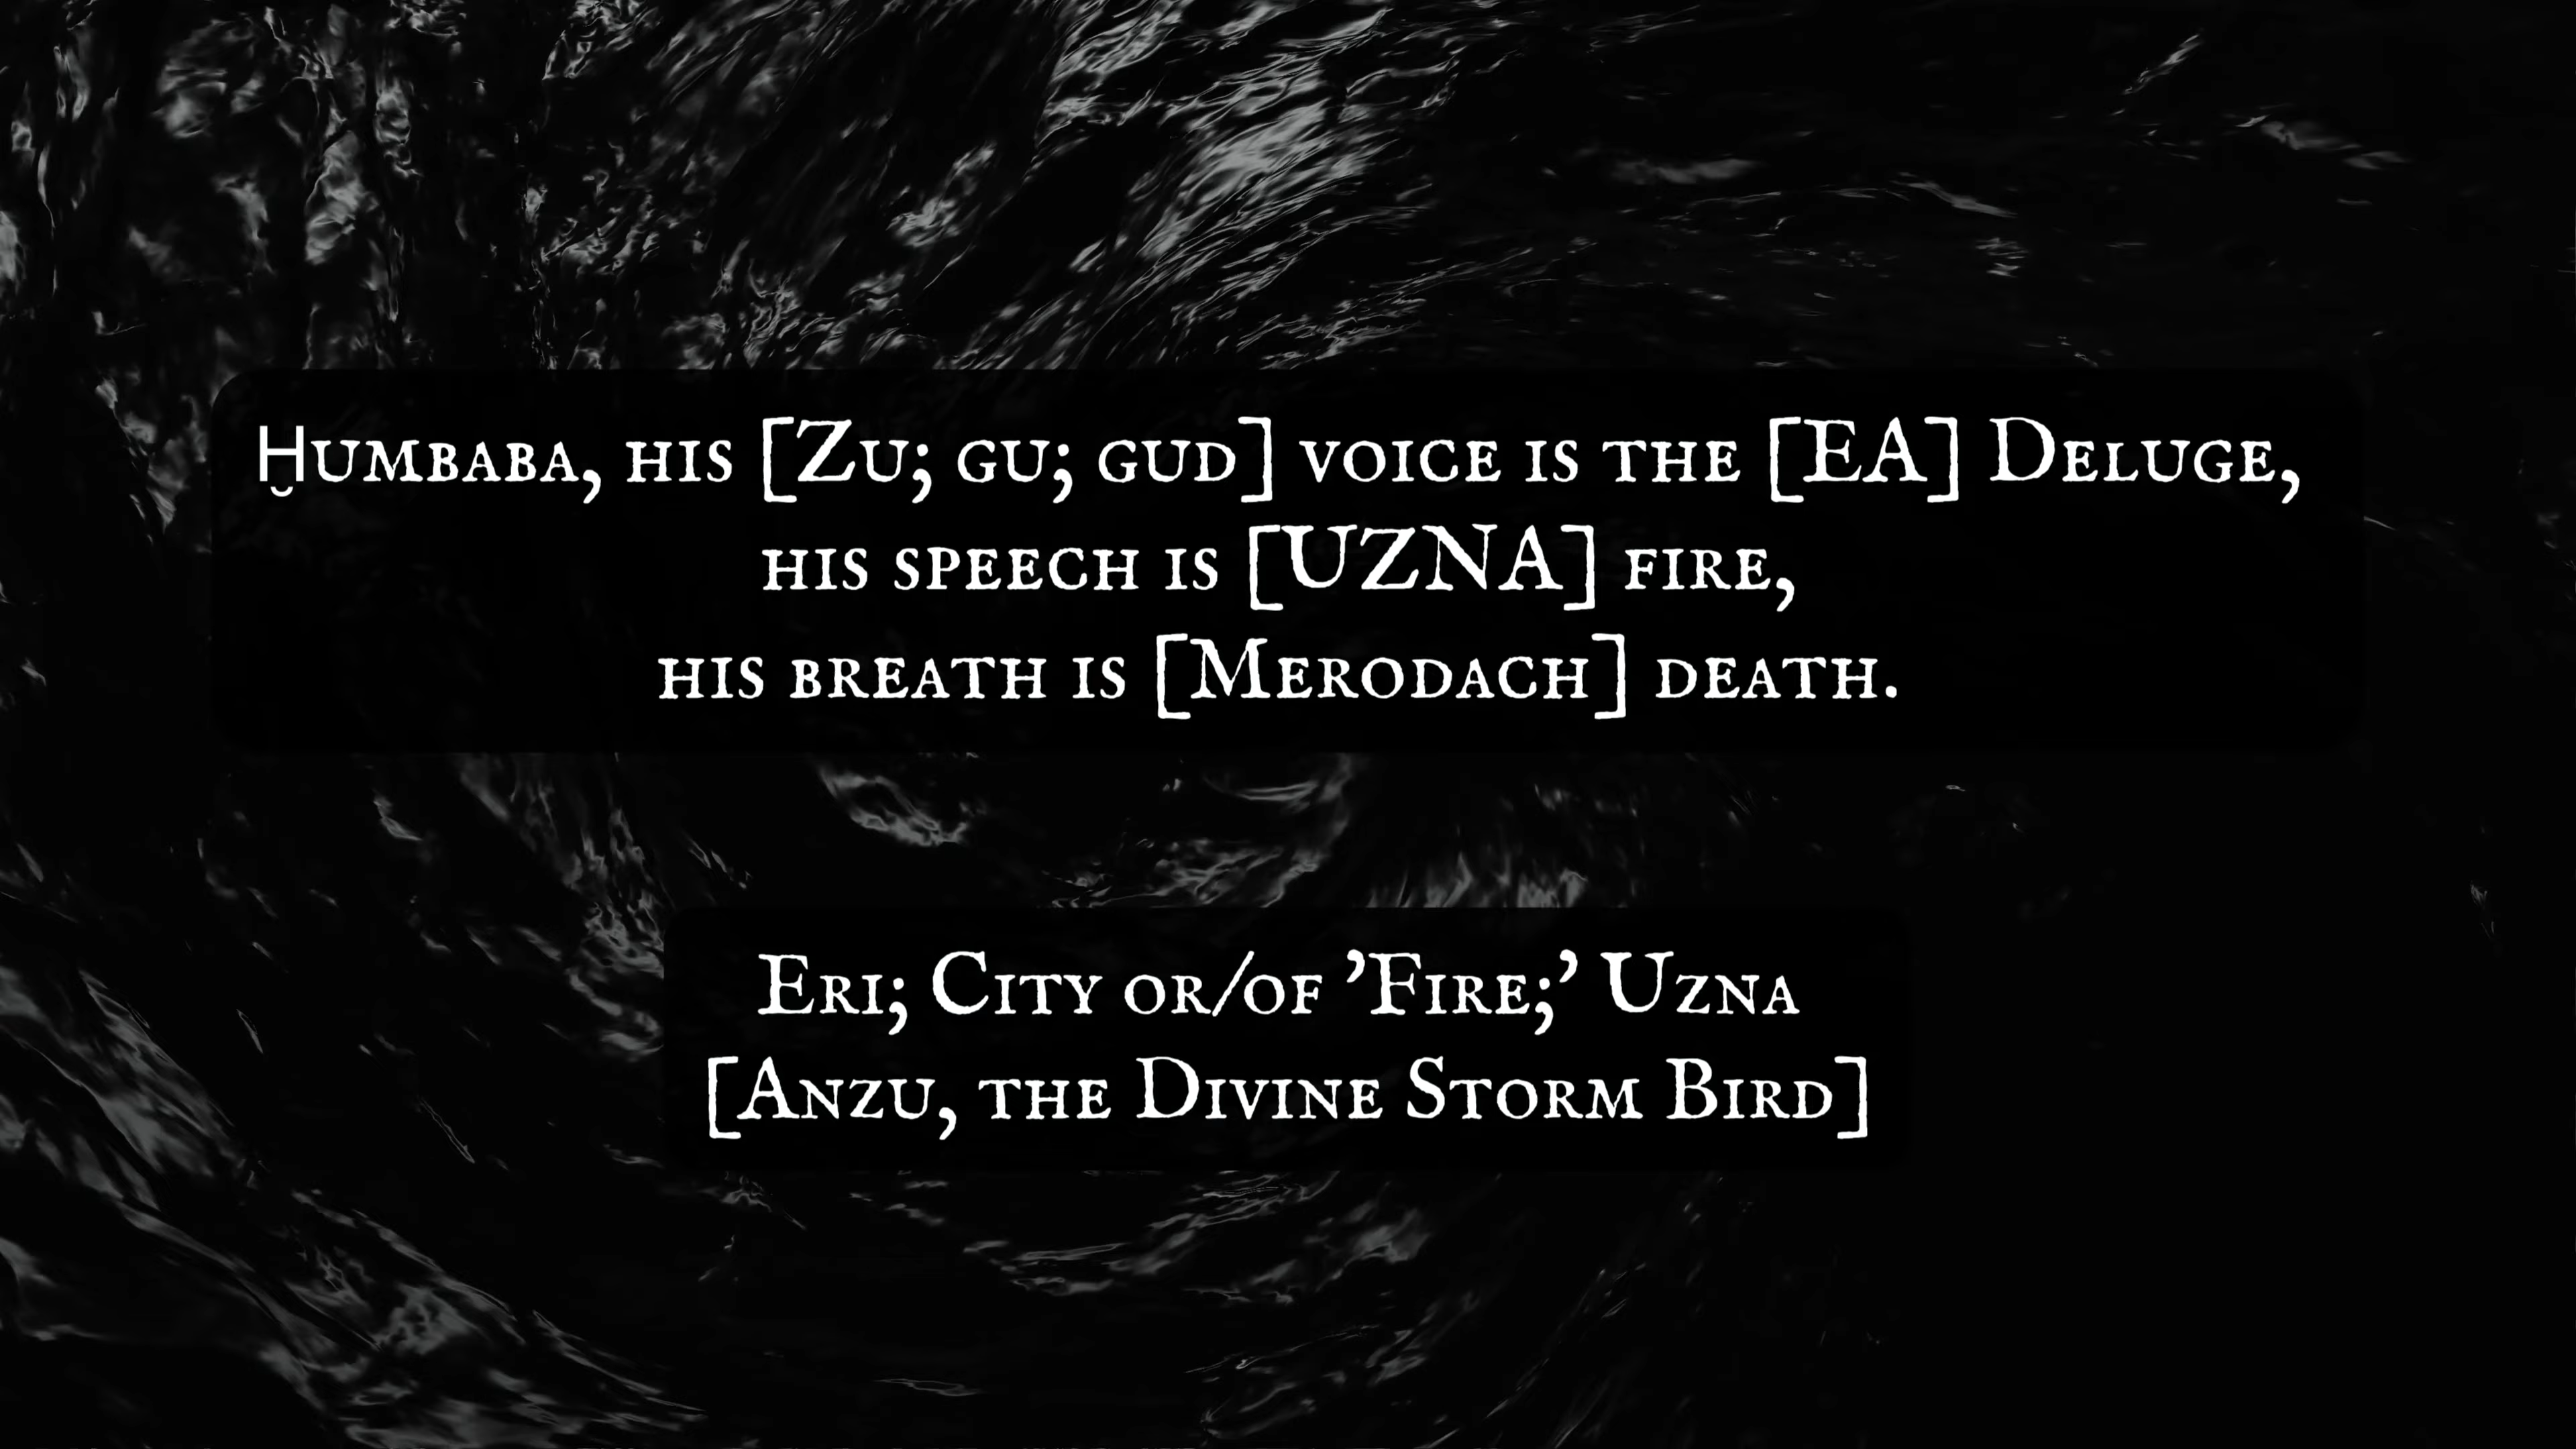 Ḫumbaba, his [Zu; gu; gud] voice is the [EA] Deluge,
his speech is [UZNA] fire,
his breath is [Merodach] death.
Eri; City or/of ’Fire;’ Uzna
[Anzu, the Divine Storm Bird]